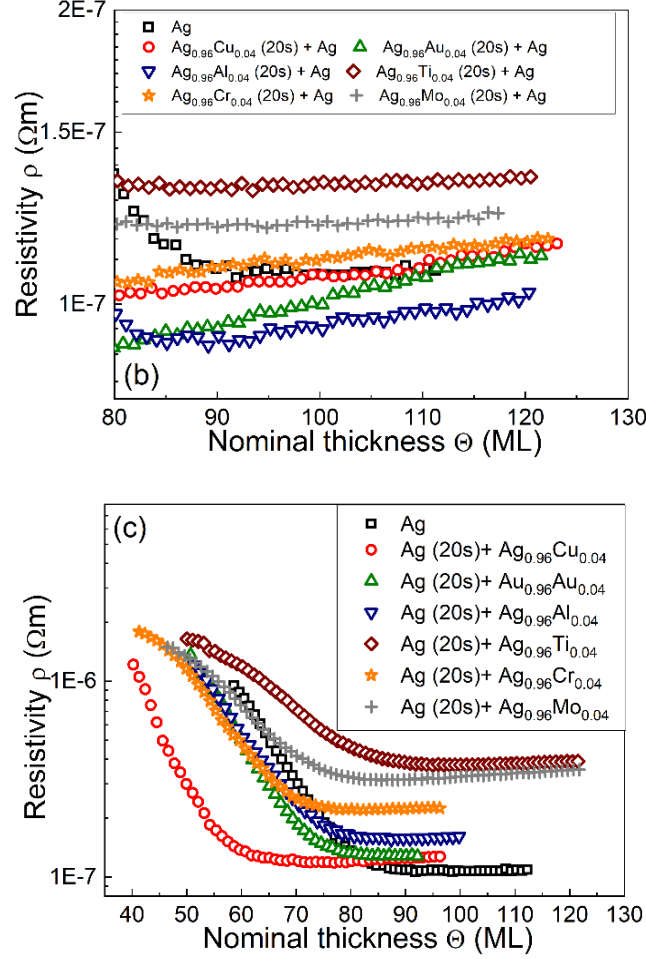 2E-7
Ag
Ag0.96Cu0.04 (20s) + Ag Ag0.96Au0.04 (20s) + Ag
Ag0.96Al0.04 (20s) + Ag Ag0.96Ti0.04 (20s) + Ag
Ag0.96Cr0.04 (20s) + Ag Ag0.96Mo0.04 (20s) + Ag
1.5E-7
Resistivity ρ (Ωm)
1E-7
(b)
80 90 100 110 120 130
Nominal thickness Θ (ML)
(c)
Ag
Ag (20s)+ Ag0.96Cu0.04
Ag (20s)+ Au0.96Au0.04
Ag (20s)+ Ag0.96Al0.04
Ag (20s)+ Ag0.96Ti0.04
Ag (20s)+ Ag0.96Cr0.04
Ag (20s)+ Ag0.96Mo0.04
Resistivity ρ (Ωm)
1E-6
1E-7
40 50 60 70 80 90 100 110 120 130
Nominal thickness Θ (ML)